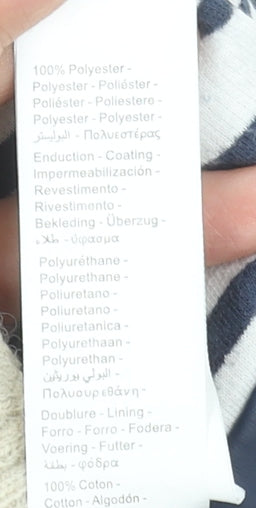 100% Polyester -
Polyester - Poliéster -
Poliéster - Poliestere -
Polyester - Polyester -
البوليستر - Πολυεστέρας
Enduction - Coating -
Impermeabilización -
Revestimento -
Rivestimento -
Bekleding - Überzug -
طلاء - ύφασμα
Polyuréthane -
Polyurethane -
Poliuretano -
Poliuretano -
Poliuretanica -
Polyurethaan -
Polyurethan -
البولي يوريثين -
Πολυουρεθάνη -
Doublure - Lining -
Forro - Forro - Fodera -
Voering - Futter -
بطانة - φόδρα
100% Coton -
Cotton - Algodón -